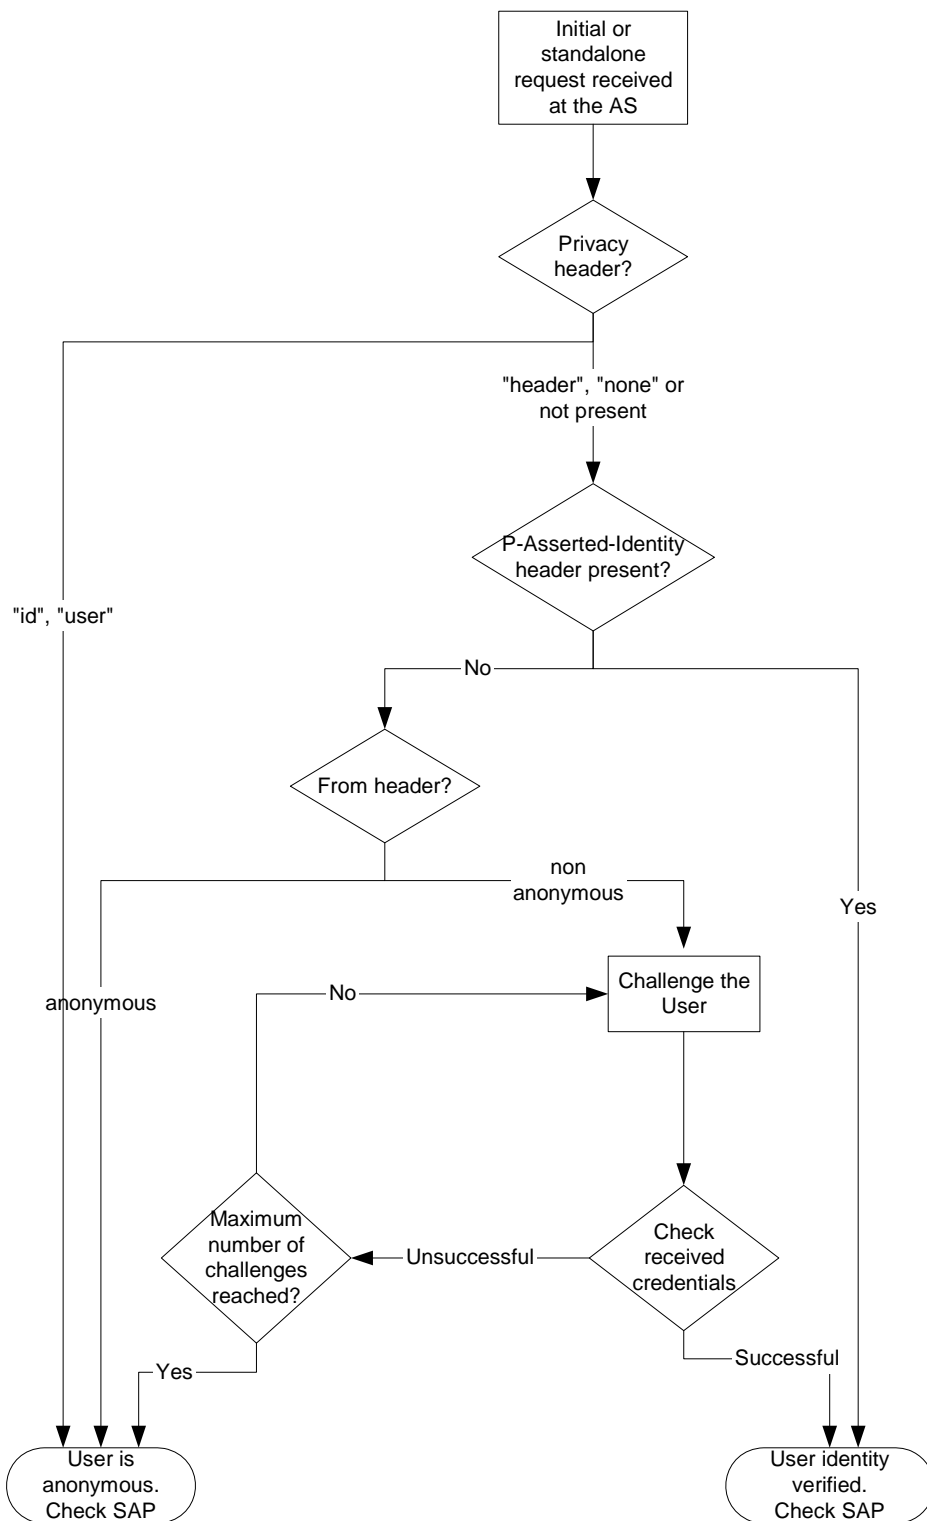 Initial or
standalone
request received
at the AS
Privacy
header?
"header", "none" or
not present
P-Asserted-Identity
header present?
"id", "user"
No
From header?
non
anonymous
Yes
Challenge the
User
No
anonymous
Maximum
number of
challenges
reached?
Unsuccessful
Check
received
credentials
Yes
Successful
User is
anonymous.
Check SAP
User identity
verified.
Check SAP